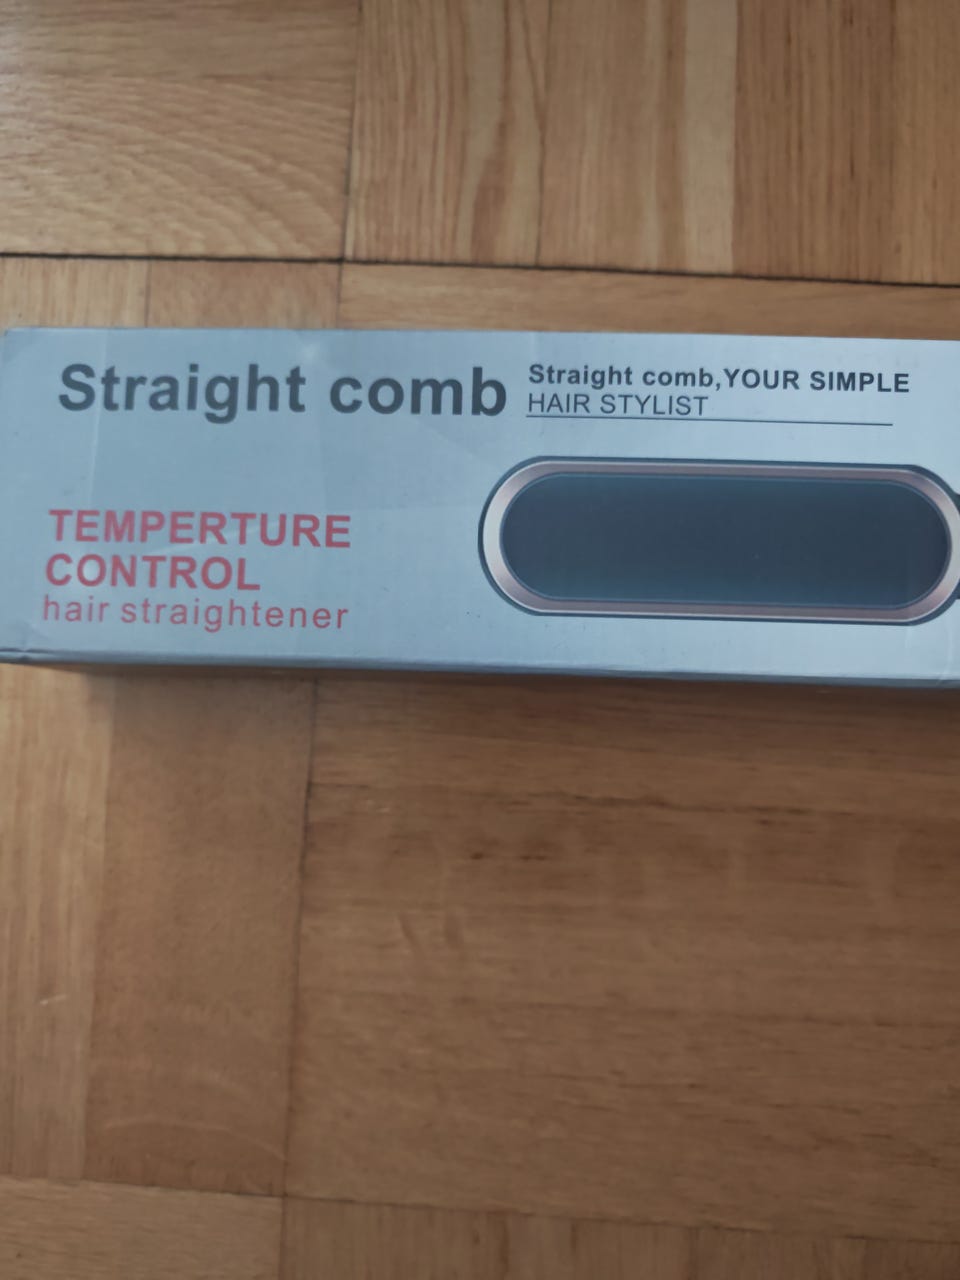 Straight comb
Straight comb,YOUR SIMPLE
HAIR STYLIST
TEMPERTURE
CONTROL
hair straightener